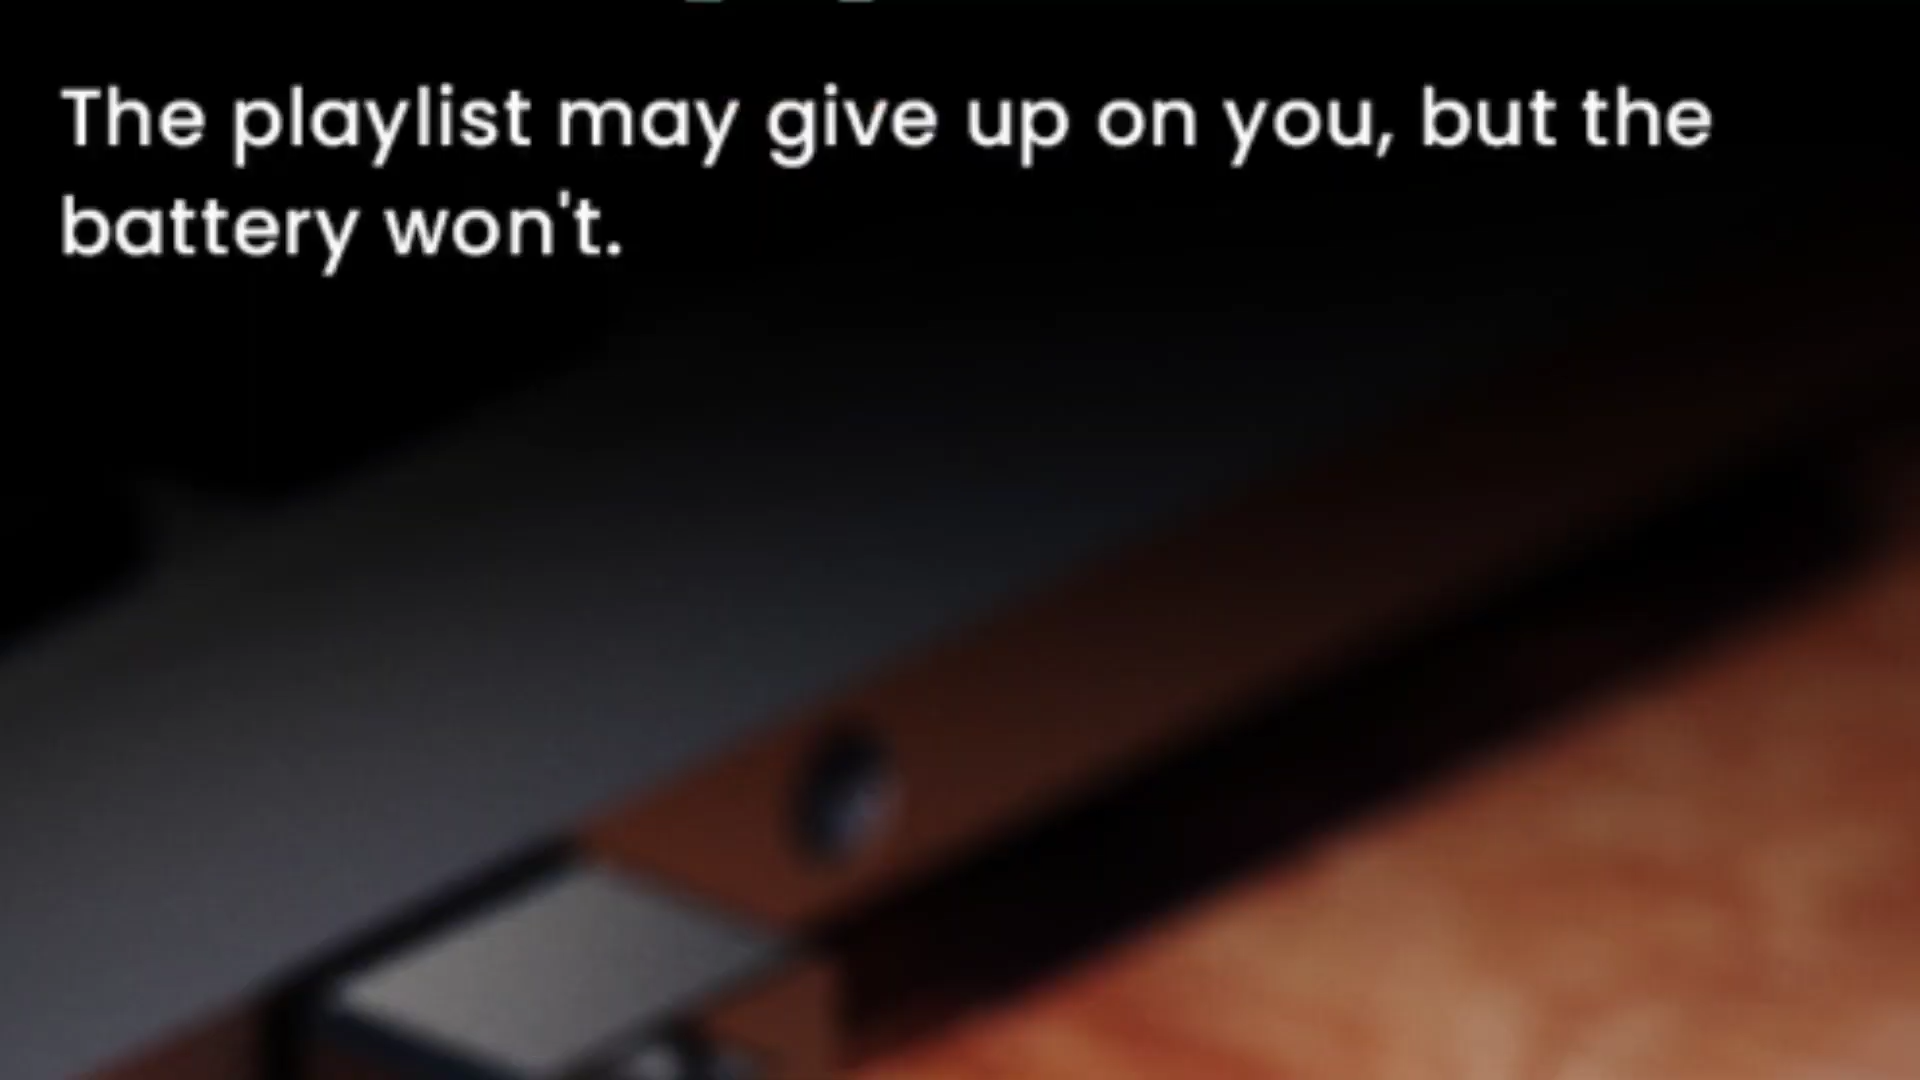 The playlist may give up on you, but the
battery won't.